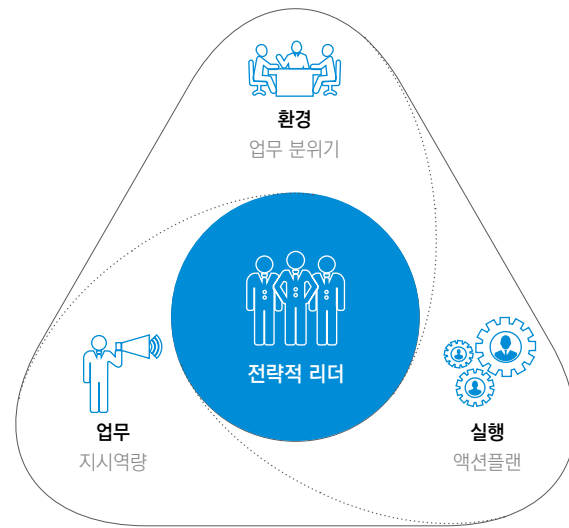 환경
업무 분위기
전략적 리더
업무
지시역량
실행
액션플랜